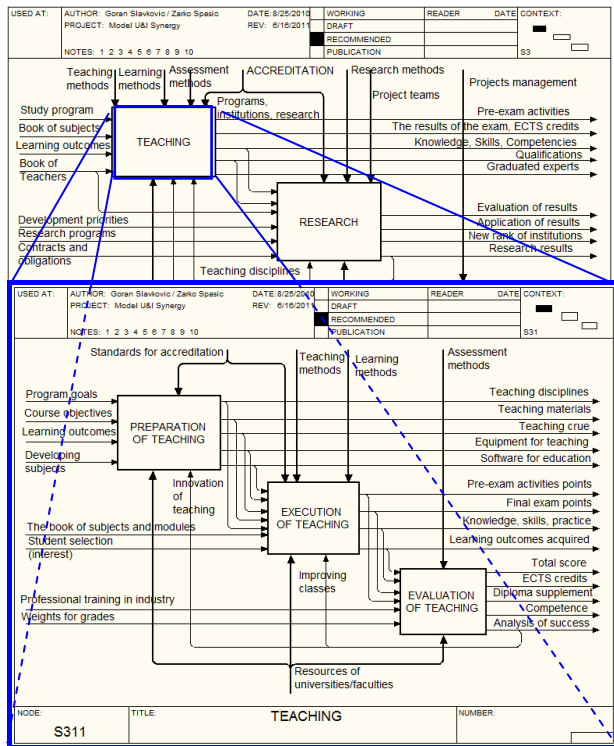 USED AT:
AUTHOR: Goran Slavkovic / Zarko Spasic
DATE:8/25/2010
WORKING
READER
DATE
CONTEXT:
PROJECT: Model U&I Synergy
REV: 6/16/2011
DRAFT
RECOMMENDED
NOTES: 1 2 3 4 5 6 7 8 9 10
PUBLICATION
S3
Teaching
methods
Learning
methods
Assessment
methods
ACCREDITATION
Research methods
Projects management
Programs,
institutions, research
Project teams
Study program
Book of subjects
Learning outcomes
Book of
Teachers
TEACHING
Pre-exam activities
The results of the exam, ECTS credits
Knowledge, Skills, Competencies
Qualifications
Graduated experts
Development priorities
Research programs
Contracts and
obligations
RESEARCH
Evaluation of results
Application of results
New rank of institutions
Research results
Teaching disciplines
USED AT:
AUTHOR: Goran Slavkovic / Zarko Spasic
DATE:8/25/2010
WORKING
READER
DATE
CONTEXT:
PROJECT: Model U&I Synergy
REV: 6/16/2011
DRAFT
RECOMMENDED
NOTES: 1 2 3 4 5 6 7 8 9 10
PUBLICATION
S31
Standards for accreditation
Teaching
methods
Learning
methods
Assessment
methods
Program goals
Course objectives
Learning outcomes
Developing
subjects
PREPARATION
OF TEACHING
Teaching disciplines
Teaching materials
Teaching crue
Equipment for teaching
Software for education
Innovation
of
teaching
EXECUTION
OF TEACHING
Pre-exam activities points
Final exam points
Knowledge, skills, practice
Learning outcomes acquired
The book of subjects and modules
Student selection
(interest)
Improving
classes
EVALUATION
OF TEACHING
Total score
ECTS credits
Diploma supplement
Competence
Analysis of success
Professional training in industry
Weights for grades
Resources of
universities/faculties
NODE:
S311
TITLE:
TEACHING
NUMBER: